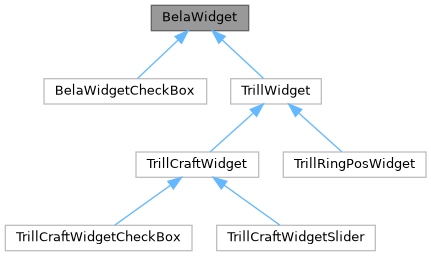 BelaWidget
BelaWidgetCheckBox
TrillWidget
TrillCraftWidget
TrillRingPosWidget
TrillCraftWidgetCheckBox
TrillCraftWidgetSlider